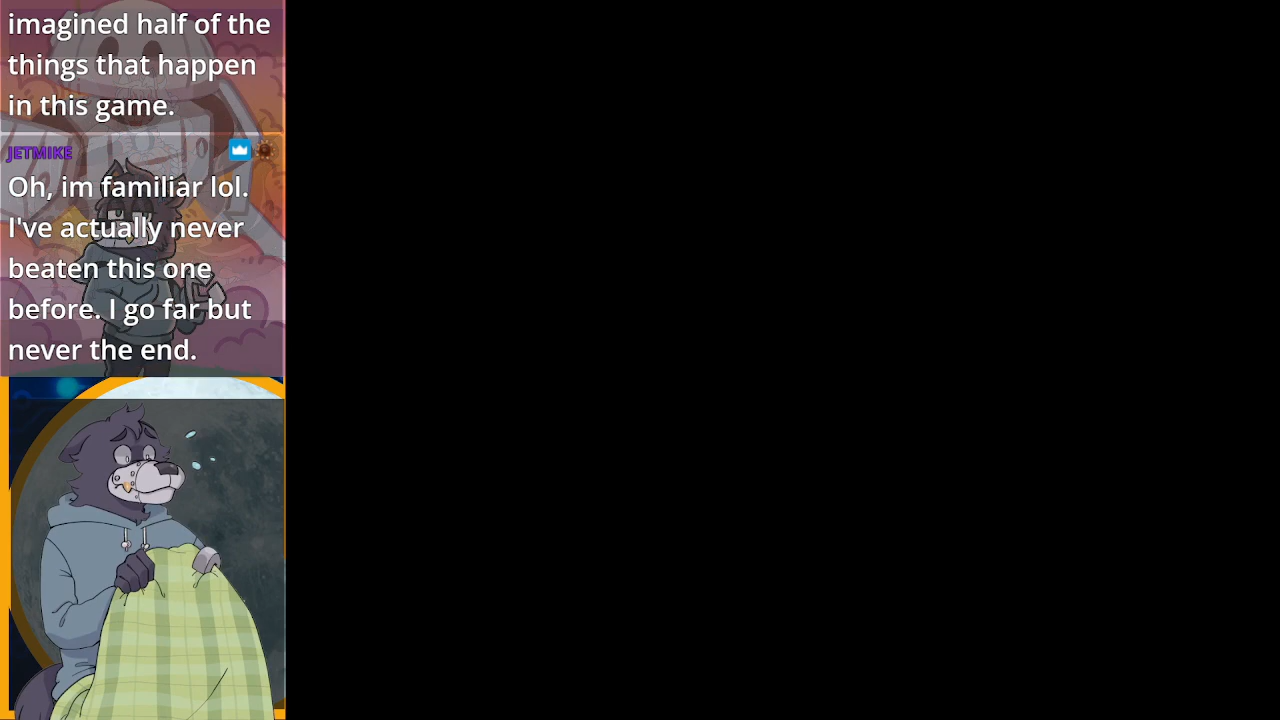 imagined half of the
things that happen
in this game.
JETMIKE
Oh, im familiar lol.
I've actually never
beaten this one
before. I go far but
never the end.